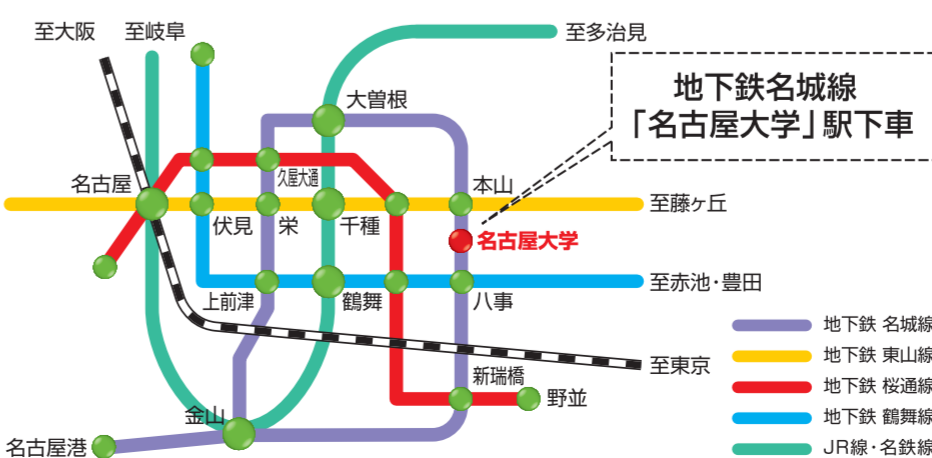 至大阪
至岐阜
至多治見
大曽根
地下鉄名城線
「名古屋大学」駅下車
久屋大通
名古屋
本山
伏見
栄
千種
至藤ヶ丘
名古屋大学
上前津
鶴舞
八事
至赤池・豊田
地下鉄 名城線
地下鉄 東山線
至東京
新瑞橋
地下鉄 桜通線
野並
金山
地下鉄 鶴舞線
名古屋港
JR線・名鉄線